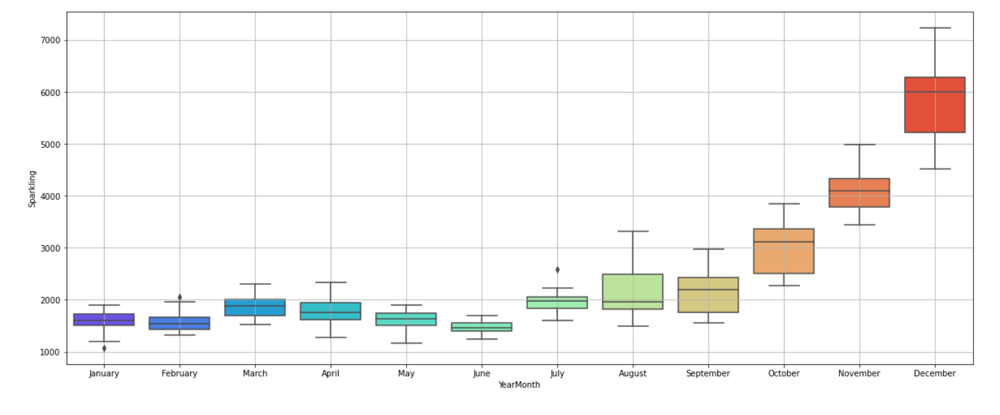 7000
6000
5000
4000
3000
2000
1000
Sparkling
January February March April May June July August September October November December
YearMonth